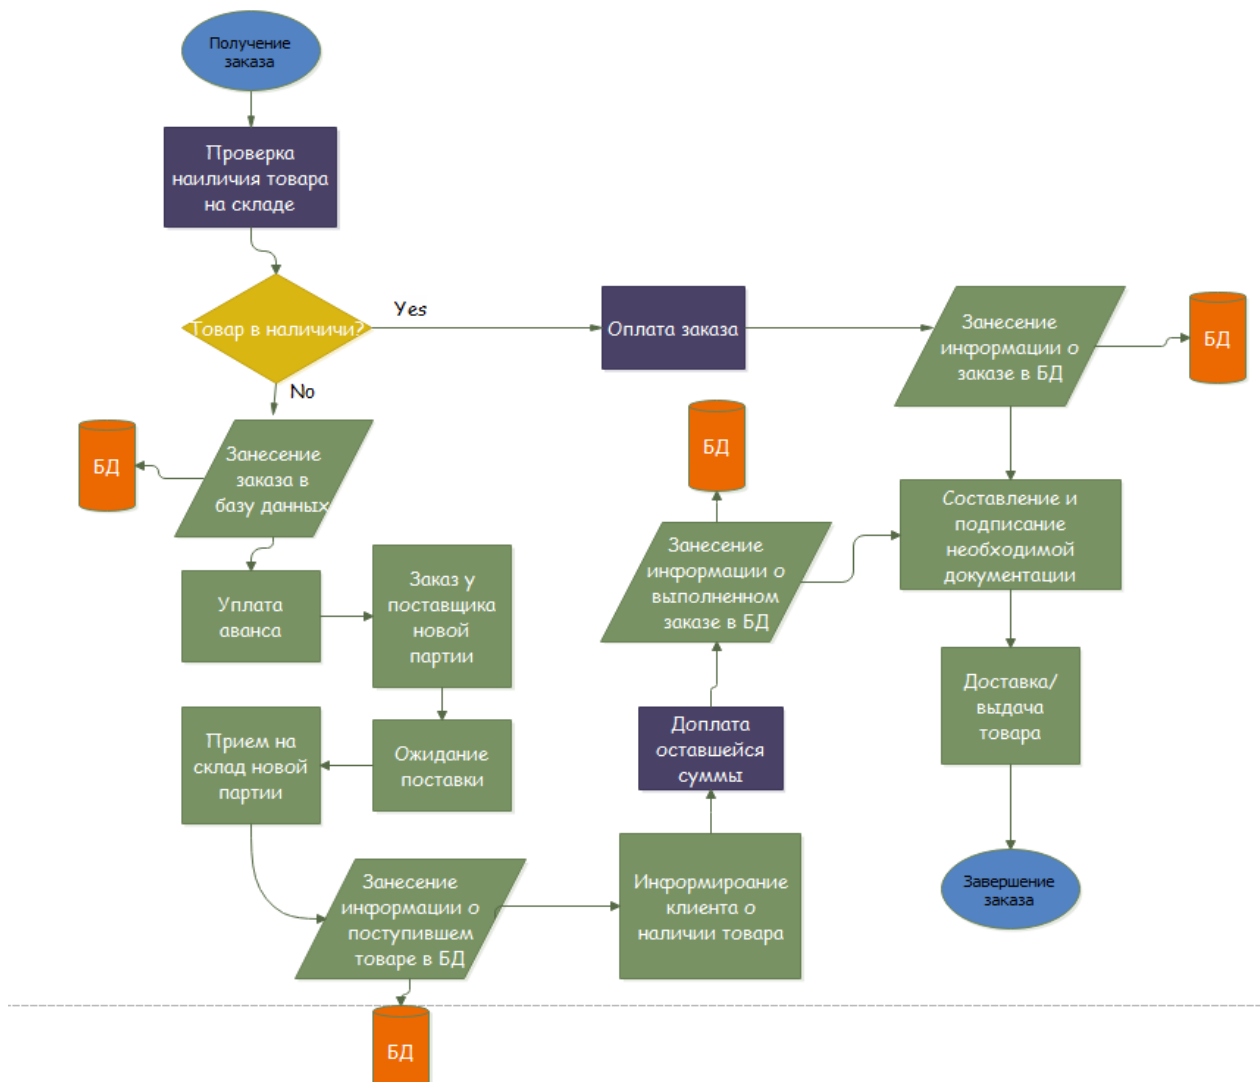 Получение
заказа
Проверка
наиличия товара
на складе
Товар в наличичи?
Yes
No
Оплата заказа
Занесение
информации о
заказе в БД
БД
БД
Занесение
заказа в
базу данных
БД
Занесение
информации о
выполненном
заказе в БД
Составление и
подписание
необходимой
документации
Уплата
аванса
Заказ у
поставщика
новой
партии
Доставка/
выдача
товара
Прием на
склад новой
партии
Ожидание
поставки
Доплата
оставшейся
суммы
Занесение
информации о
поступившем
товаре в БД
Информироание
клиента о
наличии товара
Завершение
заказа
БД